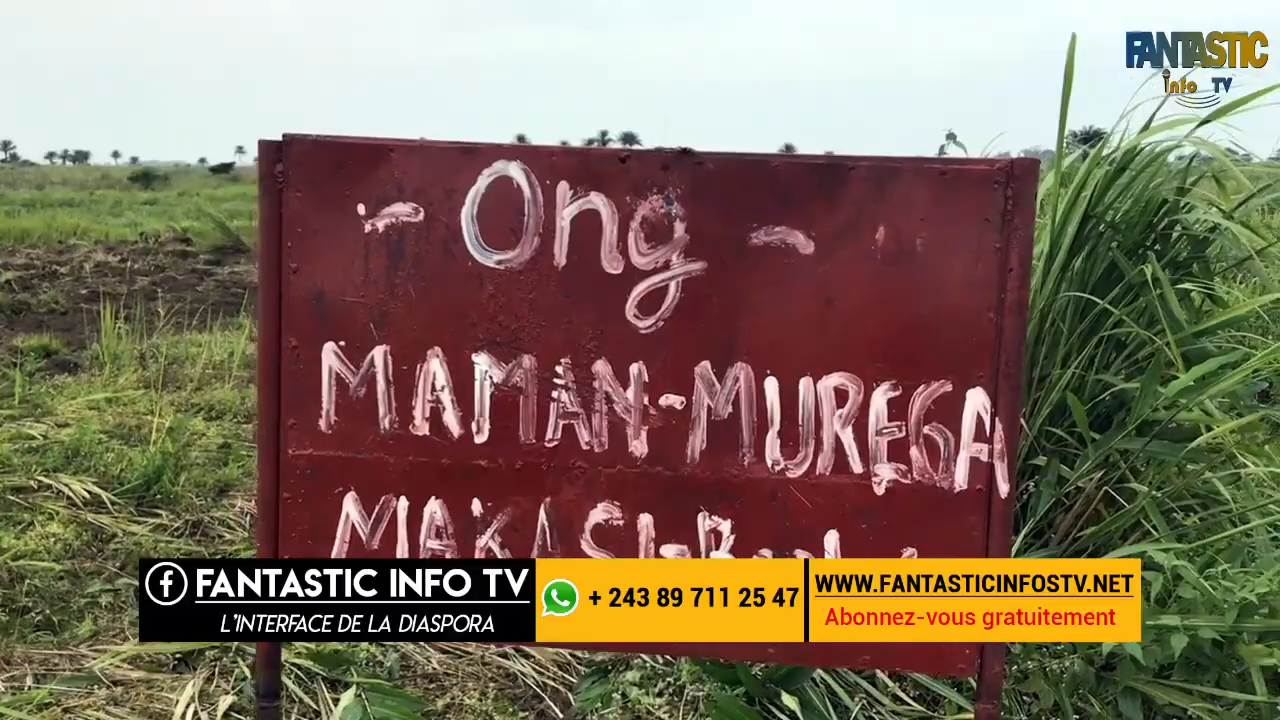 FANTASTIC
Info TV
- Ong -
MAMAN-MUREGA
MAKASI-
FANTASTIC INFO TV
L'INTERFACE DE LA DIASPORA
+ 243 89 711 25 47
WWW.FANTASTICINFOSTV.NET
Abonnez-vous gratuitement